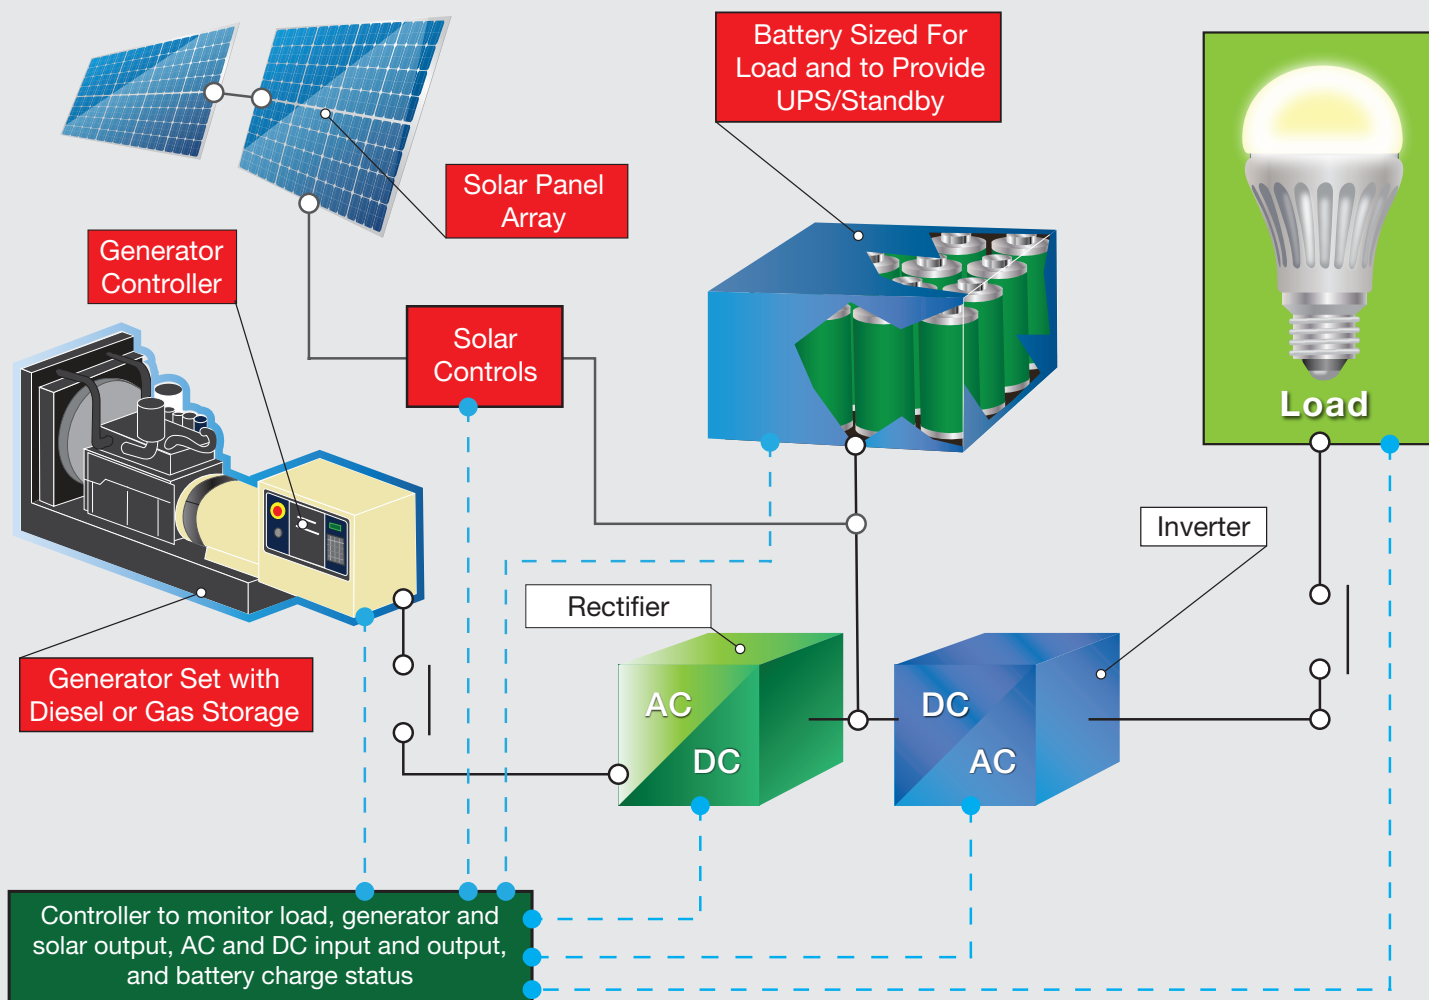 Battery Sized For
Load and to Provide
UPS/Standby
Solar Panel
Array
Generator
Controller
Solar
Controls
Load
Inverter
Rectifier
Generator Set with
Diesel or Gas Storage
AC
DC
DC
AC
Controller to monitor load, generator and
solar output, AC and DC input and output,
and battery charge status